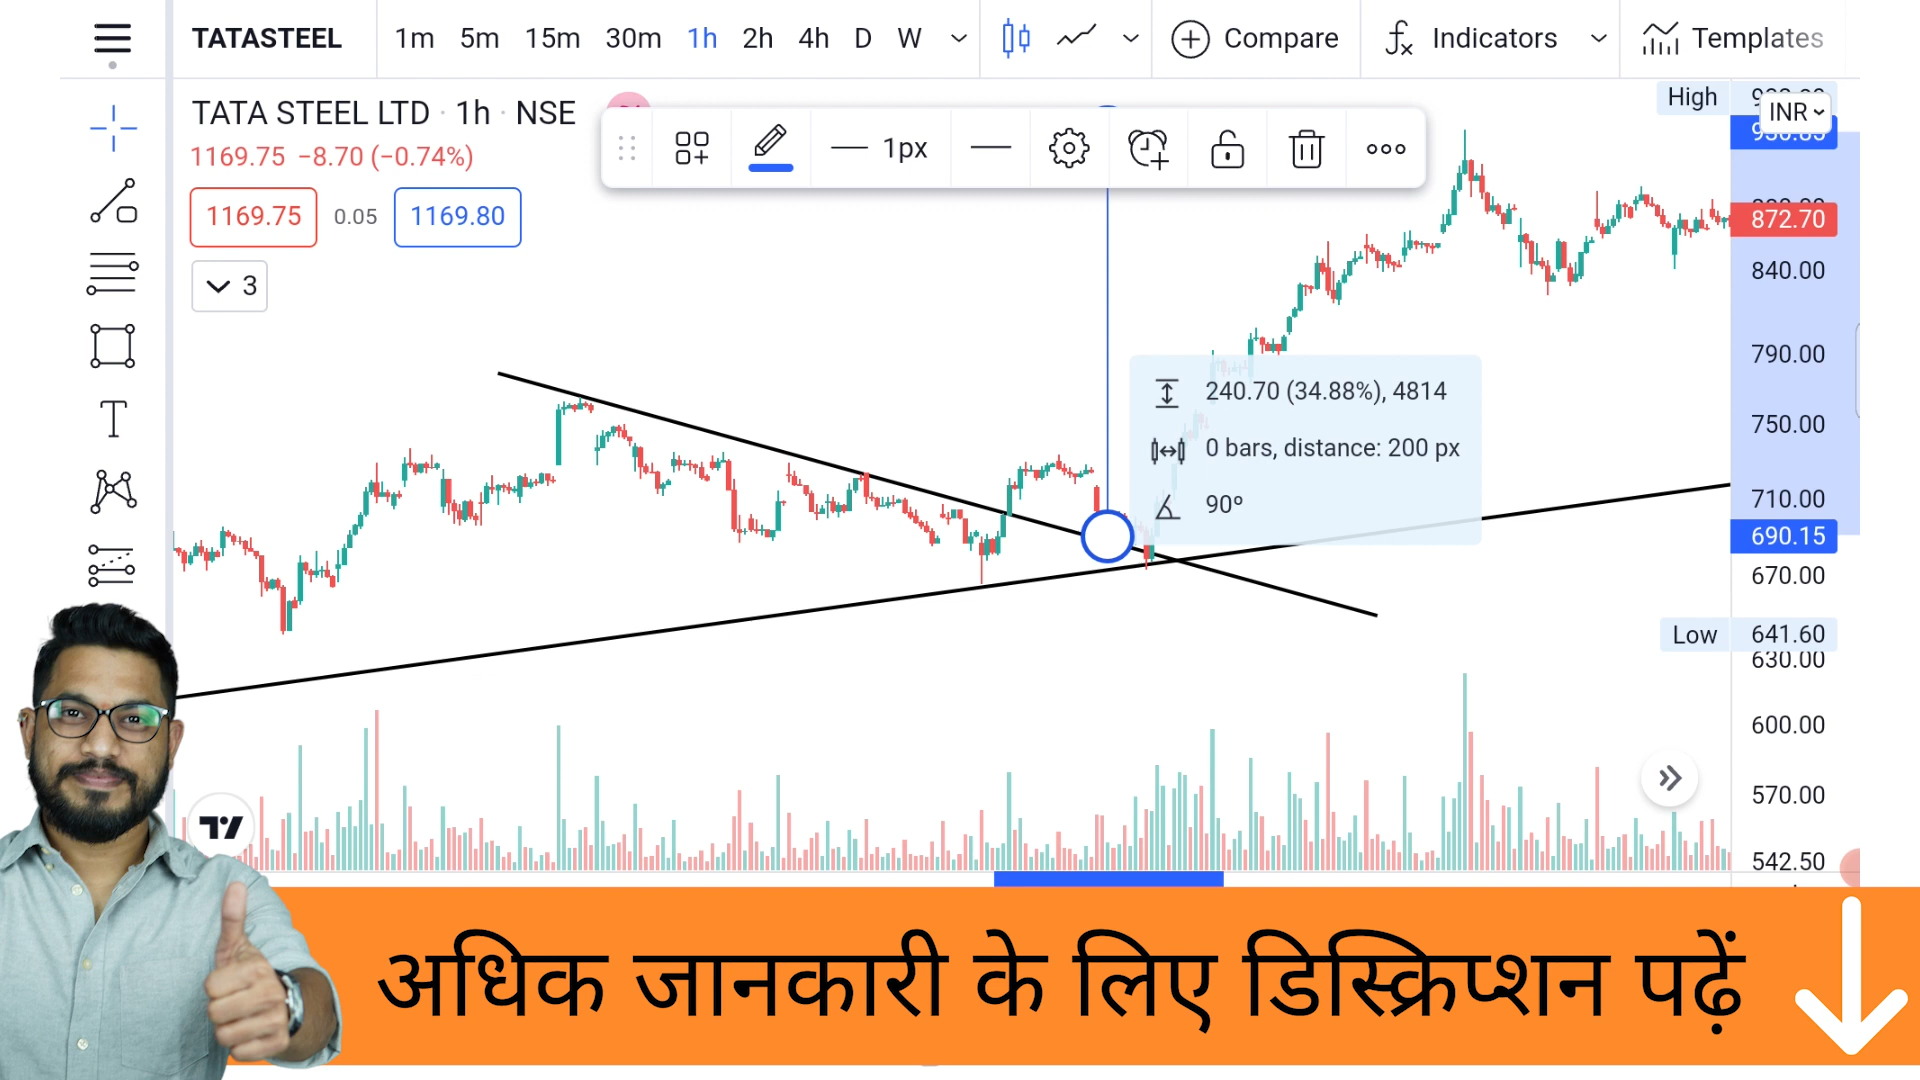 TATASTEEL 1m 5m 15m 30m 1h 2h 4h D W Compare Indicators Templates
TATA STEEL LTD · 1h · NSE
1169.75 −8.70 (−0.74%)
1169.75 0.05 1169.80
3
1px
High
INR
872.70
840.00
790.00
750.00
710.00
690.15
670.00
Low 641.60
630.00
600.00
570.00
542.50
240.70 (34.88%), 4814
0 bars, distance: 200 px
90º
अधिक जानकारी के लिए डिस्क्रिप्शन पढ़ें